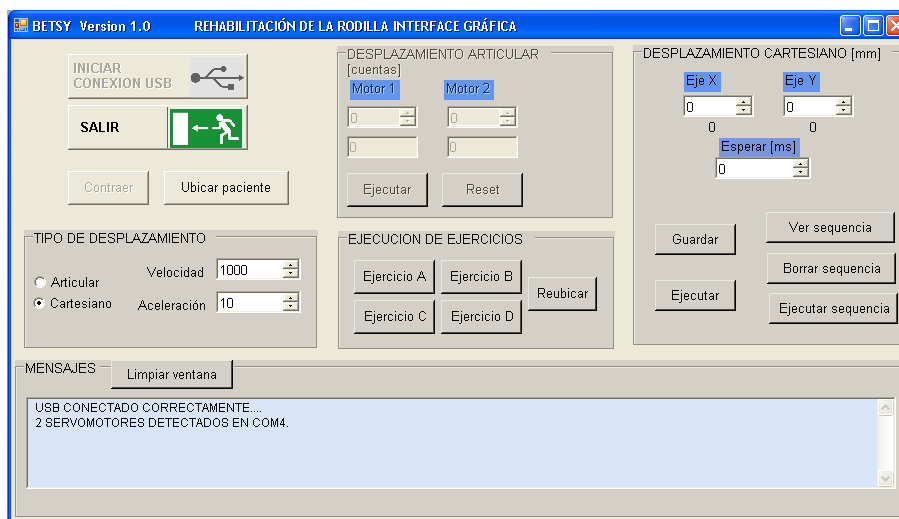 BETSY Version 1.0 REHABILITACIÓN DE LA RODILLA INTERFACE GRÁFICA
INICIAR
CONEXION USB
SALIR
Contraer
Ubicar paciente
DESPLAZAMIENTO ARTICULAR
[cuentas]
Motor 1 Motor 2
0 0
0 0
Ejecutar Reset
DESPLAZAMIENTO CARTESIANO [mm]
Eje X Eje Y
0 0
0 0
Esperar [ms]
0
Guardar
Ejecutar
Ver sequencia
Borrar sequencia
Ejecutar sequencia
TIPO DE DESPLAZAMIENTO
Articular
Cartesiano
Velocidad 1000
Aceleración 10
EJECUCION DE EJERCICIOS
Ejercicio A Ejercicio B
Ejercicio C Ejercicio D
Reubicar
MENSAJES
Limpiar ventana
USB CONECTADO CORRECTAMENTE....
2 SERVOMOTORES DETECTADOS EN COM4.